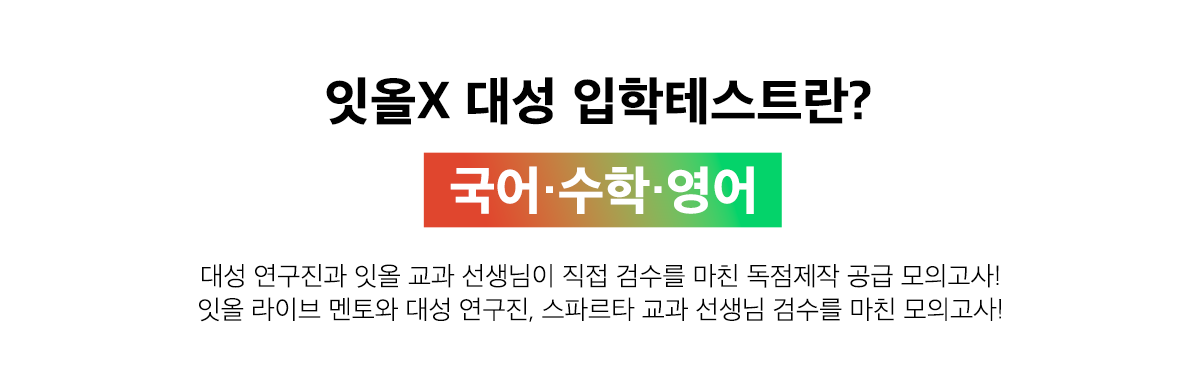 잇올X 대성 입학테스트란?
국어·수학·영어
대성 연구진과 잇올 교과 선생님이 직접 검수를 마친 독점제작 공급 모의고사!
잇올 라이브 멘토와 대성 연구진, 스파르타 교과 선생님 검수를 마친 모의고사!